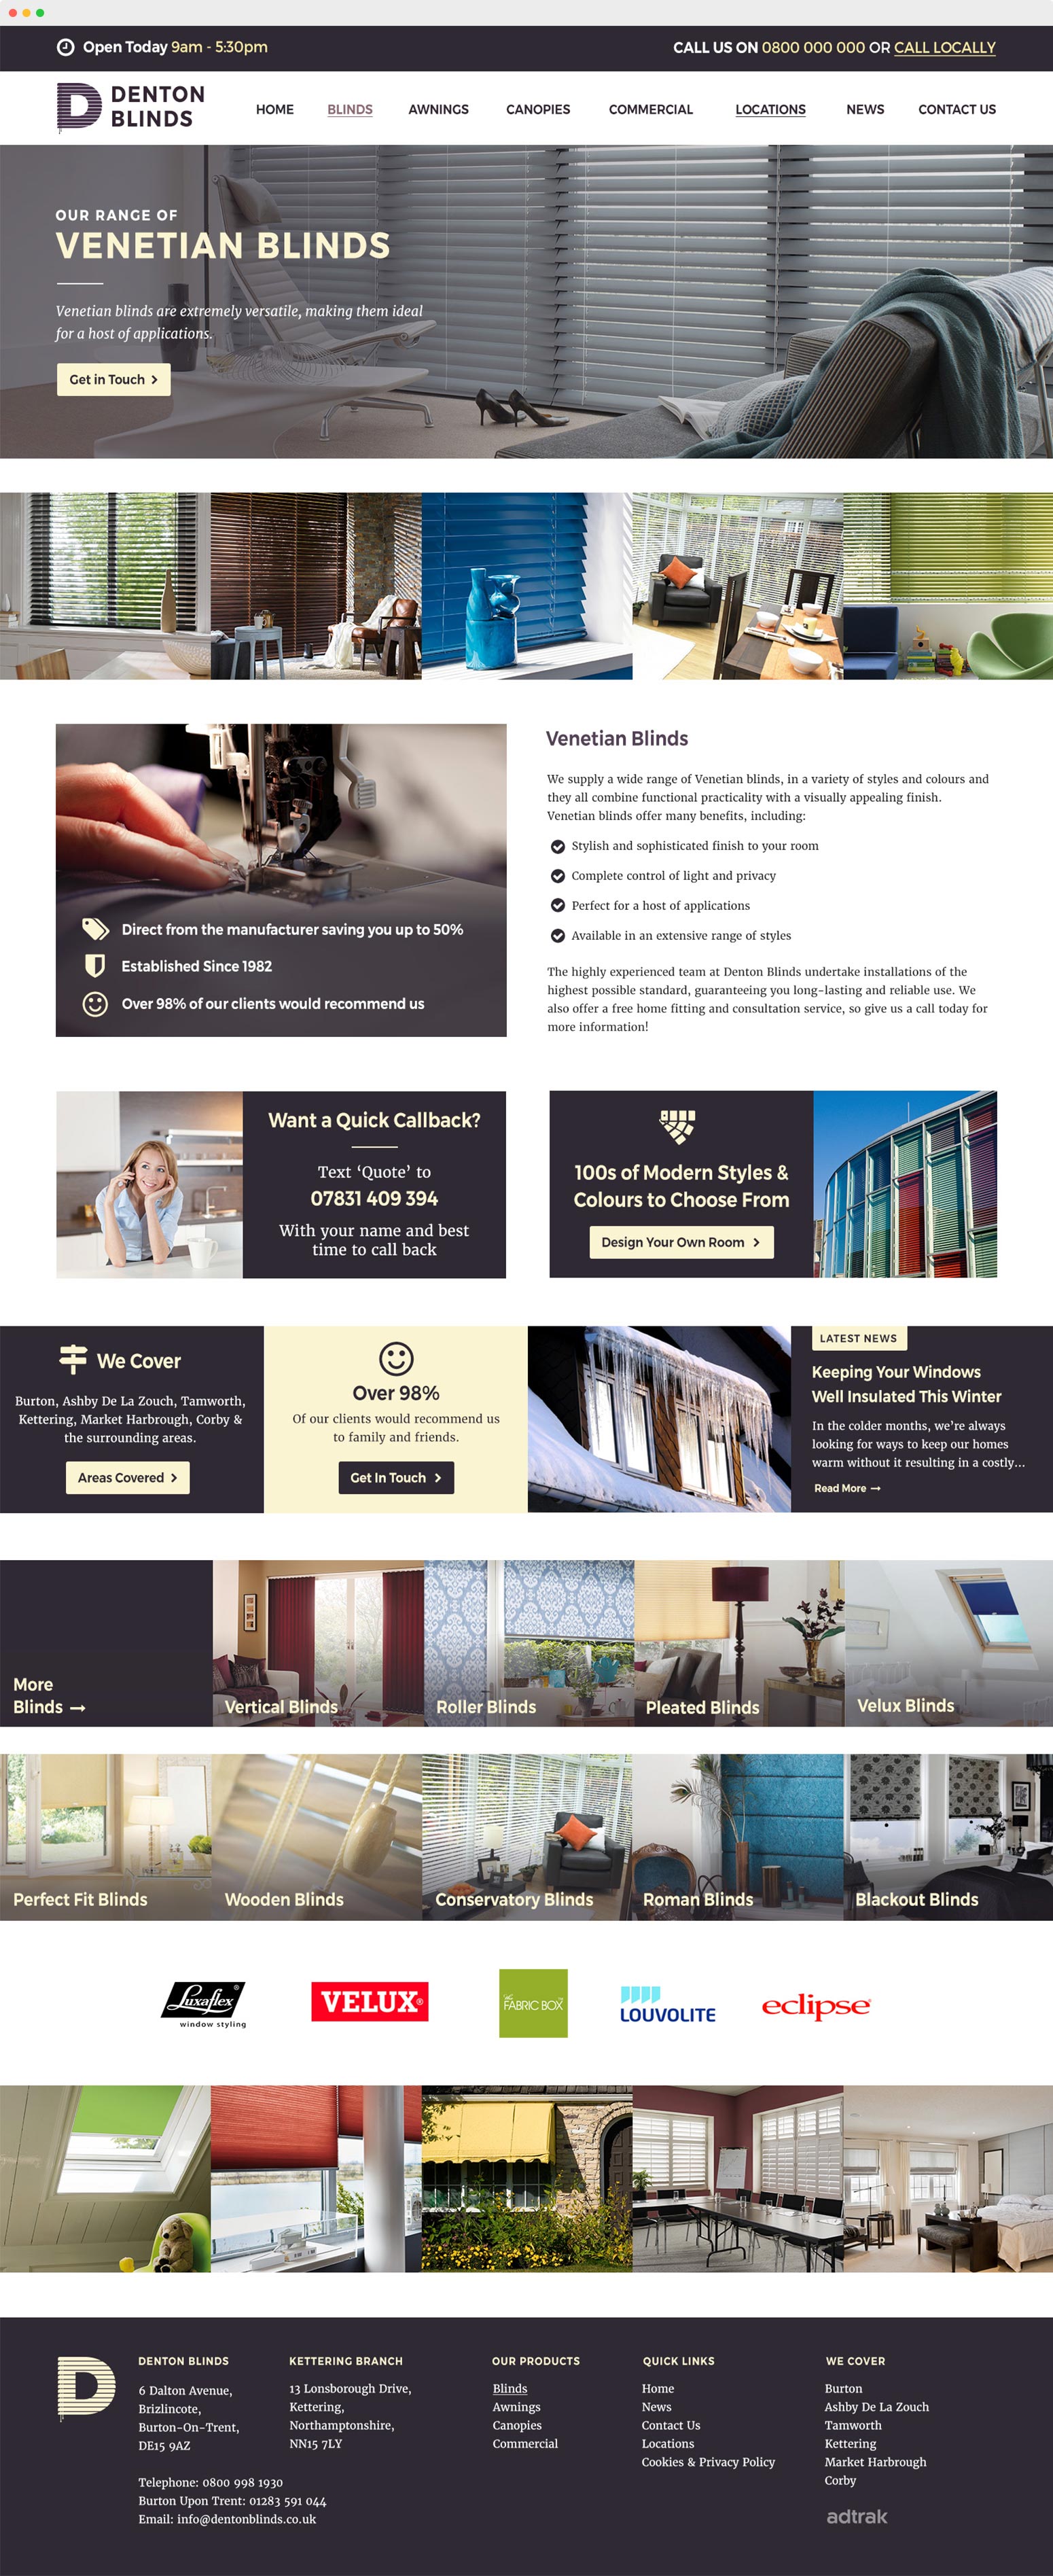 Open Today 9am - 5:30pm
CALL US ON 0800 000 000 OR CALL LOCALLY
DENTON
BLINDS
HOME
BLINDS
AWNINGS
CANOPIES
COMMERCIAL
LOCATIONS
NEWS
CONTACT US
OUR RANGE OF
VENETIAN BLINDS
Venetian blinds are extremely versatile, making them ideal
for a host of applications.
Get in Touch
Direct from the manufacturer saving you up to 50%
Established Since 1982
Over 98% of our clients would recommend us
Venetian Blinds
We supply a wide range of Venetian blinds, in a variety of styles and colours and
they all combine functional practicality with a visually appealing finish.
Venetian blinds offer many benefits, including:
Stylish and sophisticated finish to your room
Complete control of light and privacy
Perfect for a host of applications
Available in an extensive range of styles
The highly experienced team at Denton Blinds undertake installations of the
highest possible standard, guaranteeing you long-lasting and reliable use. We
also offer a free home fitting and consultation service, so give us a call today for
more information!
Want a Quick Callback?
Text ‘Quote’ to
07831 409 394
With your name and best
time to call back
100s of Modern Styles &
Colours to Choose From
Design Your Own Room
We Cover
Burton, Ashby De La Zouch, Tamworth,
Kettering, Market Harbrough, Corby &
the surrounding areas.
Areas Covered
Over 98%
Of our clients would recommend us
to family and friends.
Get In Touch
LATEST NEWS
Keeping Your Windows
Well Insulated This Winter
In the colder months, we’re always
looking for ways to keep our homes
warm without it resulting in a costly...
Read More
More
Blinds
Vertical Blinds
Roller Blinds
Pleated Blinds
Velux Blinds
Perfect Fit Blinds
Wooden Blinds
Conservatory Blinds
Roman Blinds
Blackout Blinds
Luxaflex®
window styling
VELUX®
the
FABRIC BOX
LOUVOLITE
eclipse®
DENTON BLINDS
6 Dalton Avenue,
Brizlincote,
Burton-On-Trent,
DE15 9AZ
Telephone: 0800 998 1930
Burton Upon Trent: 01283 591 044
Email: info@dentonblinds.co.uk
KETTERING BRANCH
13 Lonsborough Drive,
Kettering,
Northamptonshire,
NN15 7LY
OUR PRODUCTS
Blinds
Awnings
Canopies
Commercial
QUICK LINKS
Home
News
Contact Us
Locations
Cookies & Privacy Policy
WE COVER
Burton
Ashby De La Zouch
Tamworth
Kettering
Market Harbrough
Corby
adtrak